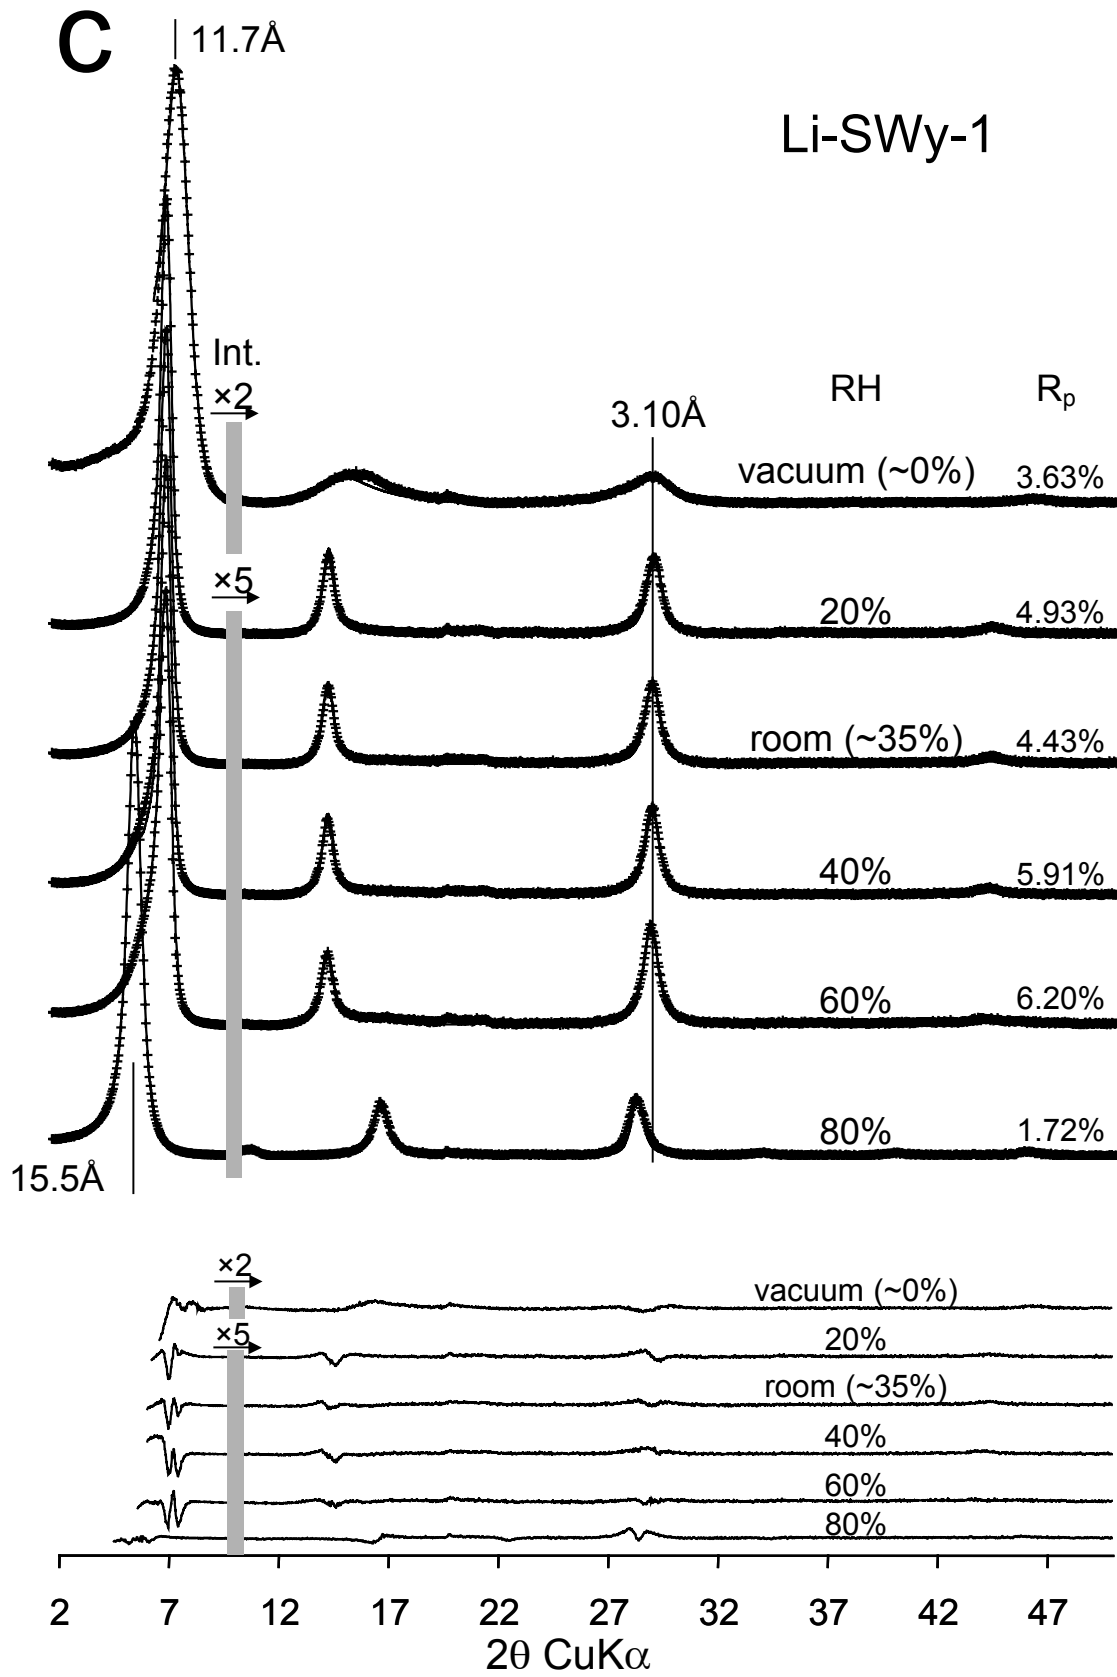 C
11.7Å
Li-SWy-1
Int.
×2
RH
Rp
3.10Å
vacuum (~0%)
3.63%
×5
20%
4.93%
room (~35%)
4.43%
40%
5.91%
60%
6.20%
80%
1.72%
15.5Å
×2
vacuum (~0%)
×5
20%
room (~35%)
40%
60%
80%
2 7 12 17 22 27 32 37 42 47
2θ CuKα